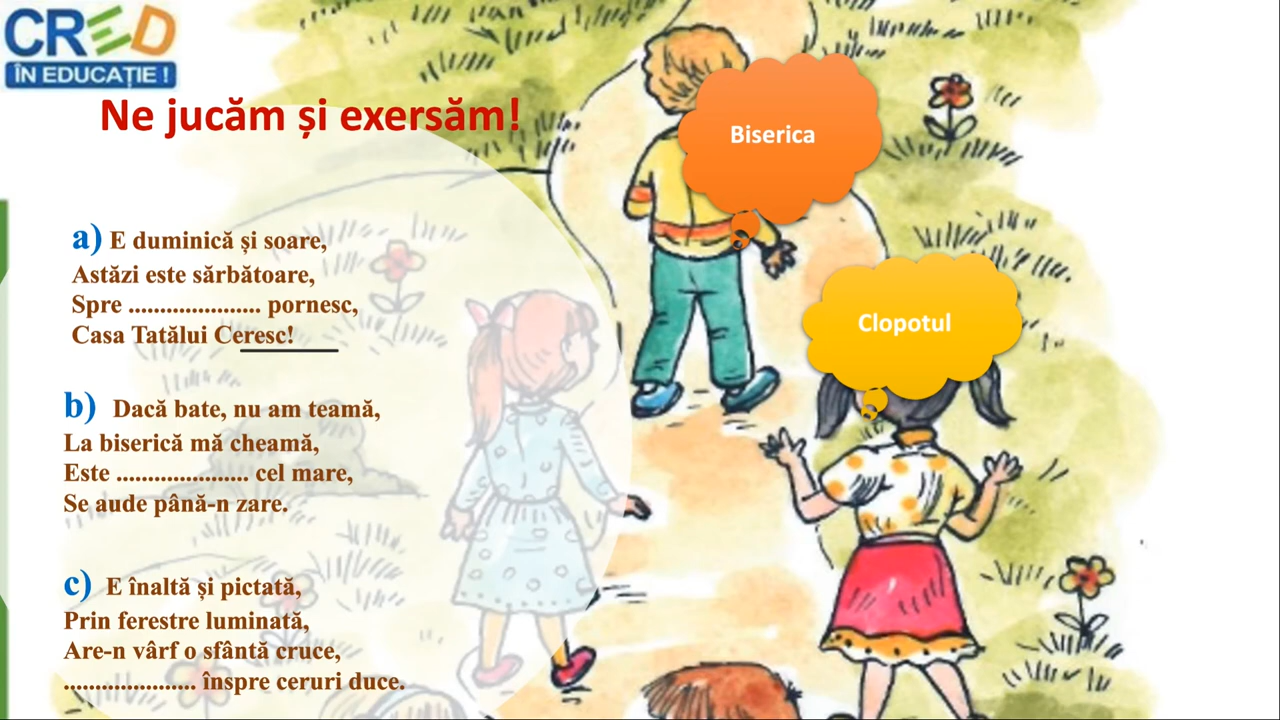 CRED
ÎN EDUCAȚIE !
Ne jucăm și exersăm!
Biserica
Clopotul
a) E duminică și soare,
Astăzi este sărbătoare,
Spre ..................... pornesc,
Casa Tatălui Ceresc!
b) Dacă bate, nu am teamă,
La biserică mă cheamă,
Este ..................... cel mare,
Se aude până-n zare.
c) E înaltă și pictată,
Prin ferestre luminată,
Are-n vârf o sfântă cruce,
..................... înspre ceruri duce.